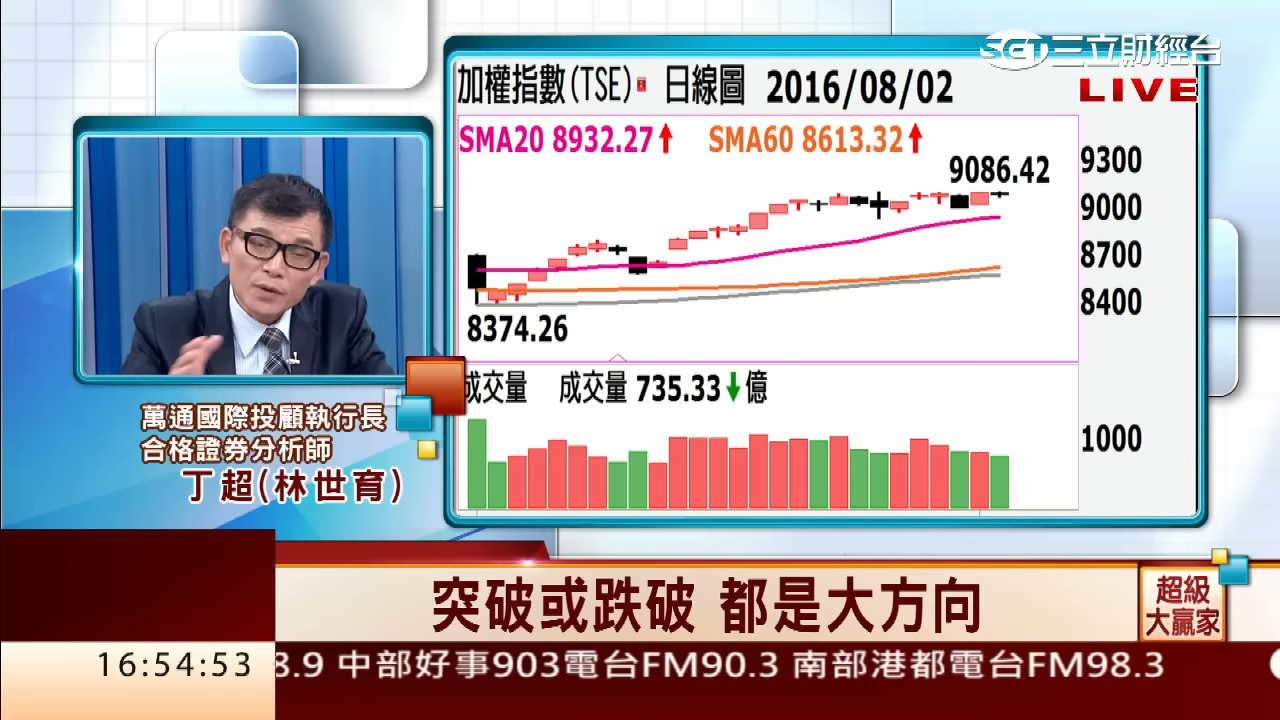 SET三立財經台
LIVE
加權指數(TSE) 日線圖 2016/08/02
SMA20 8932.27↑ SMA60 8613.32↑
9086.42
9300
9000
8700
8400
8374.26
成交量 成交量 735.33↓億
1000
萬通國際投顧執行長
合格證券分析師
丁超(林世育)
突破或跌破 都是大方向
超級
大贏家
16:54:53
8.9 中部好事903電台FM90.3 南部港都電台FM98.3